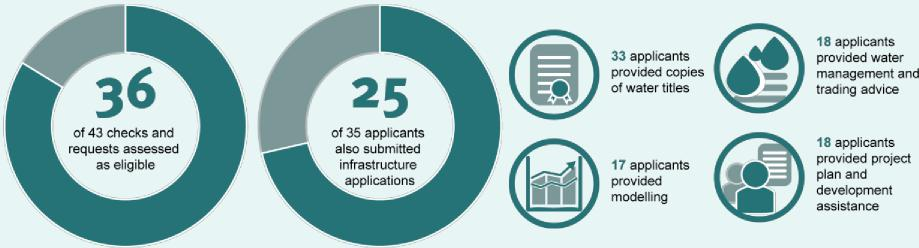 36
of 43 checks and
requests assessed
as eligible
25
of 35 applicants
also submitted
infrastructure
applications
33 applicants
provided copies
of water titles
18 applicants
provided water
management and
trading advice
17 applicants
provided
modelling
18 applicants
provided project
plan and
development
assistance